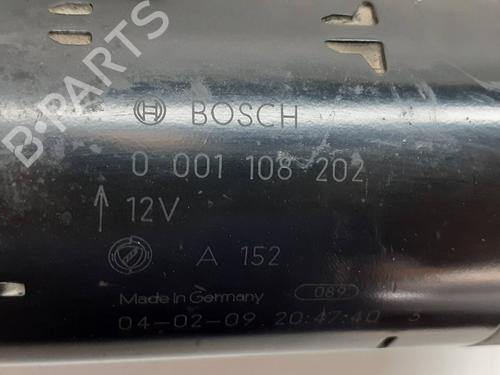 B-PARTS
BOSCH
0 001 108 202
12V
A 152
Made in Germany 089
04-02-09 20:47:40 3